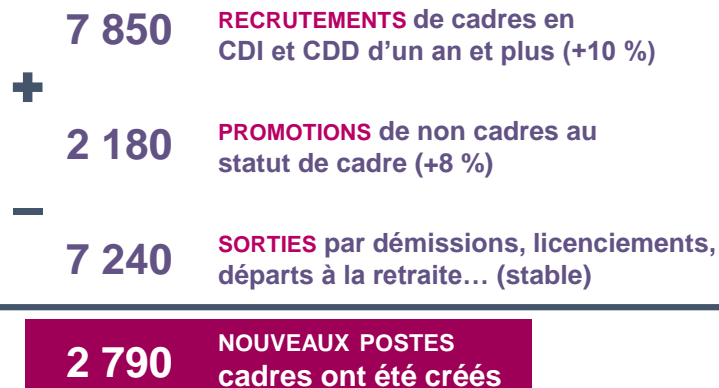 7 850 RECRUTEMENTS de cadres en
CDI et CDD d’un an et plus (+10 %)
+
2 180 PROMOTIONS de non cadres au
statut de cadre (+8 %)
–
7 240 SORTIES par démissions, licenciements,
départs à la retraite… (stable)
2 790 NOUVEAUX POSTES
cadres ont été créés